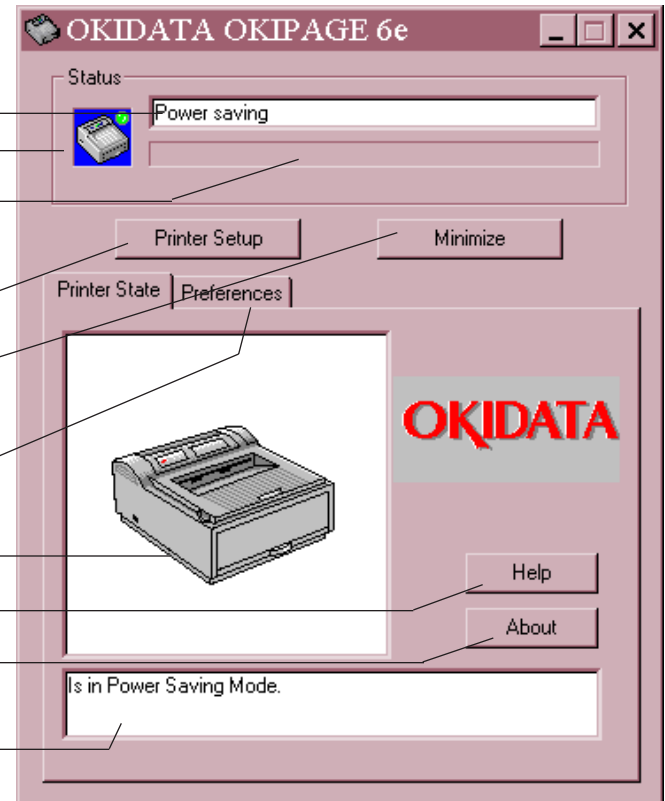 OKIDATA OKIPAGE 6e
Status
Power saving
Printer Setup Minimize
Printer State Preferences
OKIDATA
Help
About
Is in Power Saving Mode.